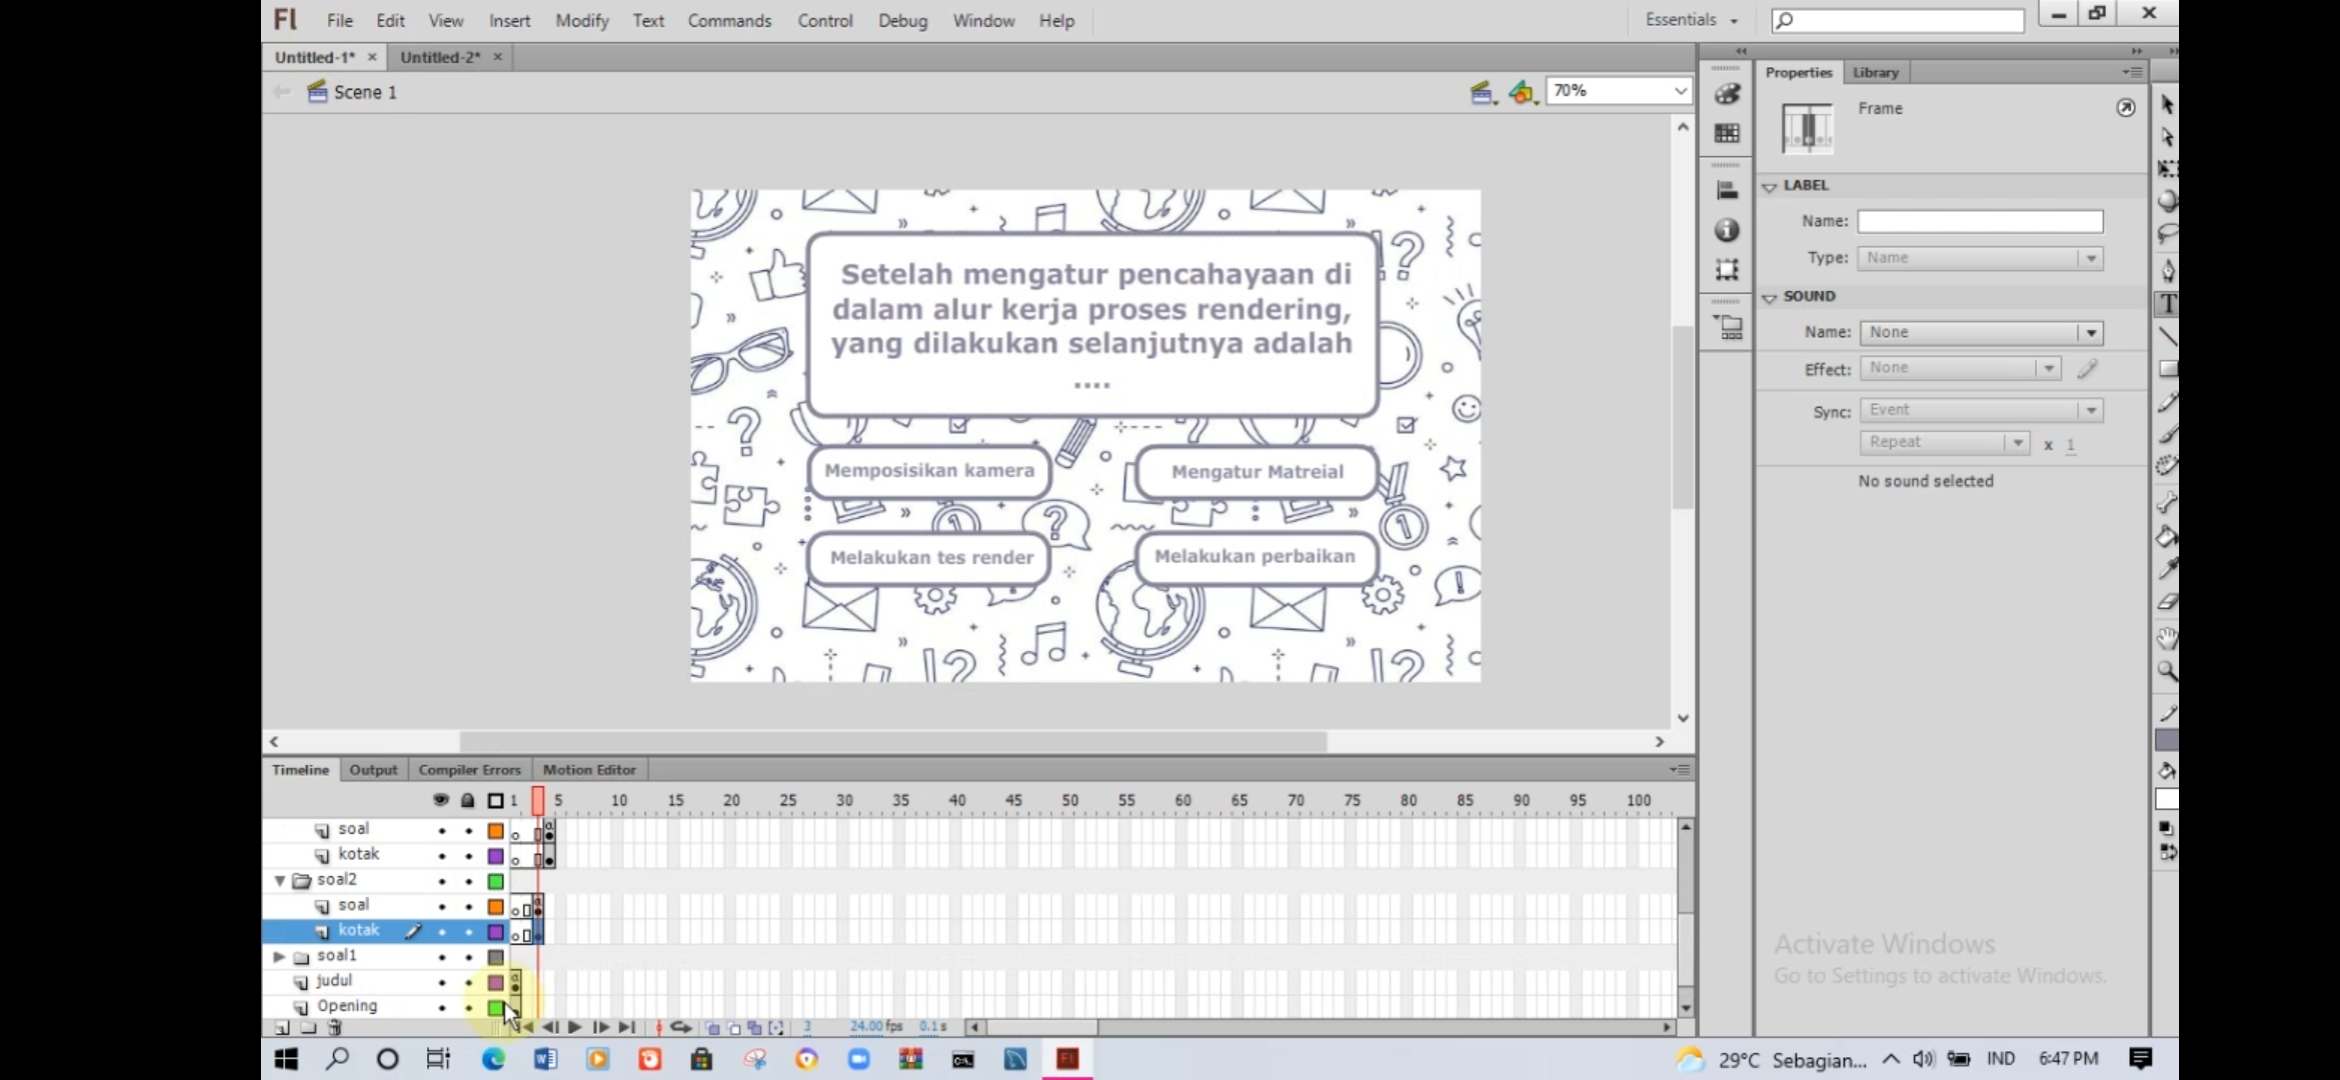 Fl File Edit View Insert Modify Text Commands Control Debug Window Help Essentials
Untitled-1* × Untitled-2* ×
Scene 1 70%
Properties Library
Frame
LABEL
Name:
Type: Name
SOUND
Name: None
Effect: None
Sync: Event
Repeat x 1
No sound selected
Setelah mengatur pencahayaan di
dalam alur kerja proses rendering,
yang dilakukan selanjutnya adalah
....
Memposisikan kamera Mengatur Matreial
Melakukan tes render Melakukan perbaikan
Timeline Output Compiler Errors Motion Editor
1 5 10 15 20 25 30 35 40 45 50 55 60 65 70 75 80 85 90 95 100
soal
kotak
soal2
soal
kotak
soal1
judul
Opening
3 24.00 fps 0.1 s
Activate Windows
Go to Settings to activate Windows.
29°C Sebagian... IND 6:47 PM